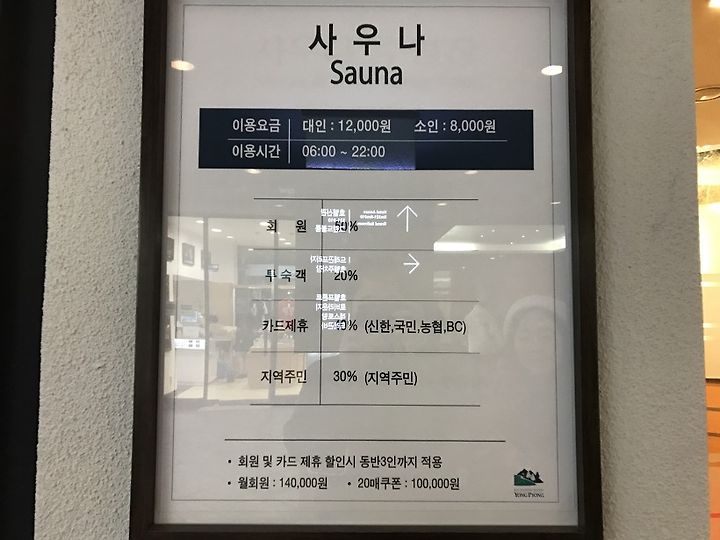 사우나
Sauna
이용요금 대인 : 12,000원 소인 : 8,000원
이용시간 06:00 ~ 22:00
회 원 50%
투숙객 20%
카드제휴 (신한,국민,농협,BC)
지역주민 30% (지역주민)
• 회원 및 카드 제휴 할인시 동반3인까지 적용
• 월회원 : 140,000원 • 20매쿠폰 : 100,000원
YONG PYONG